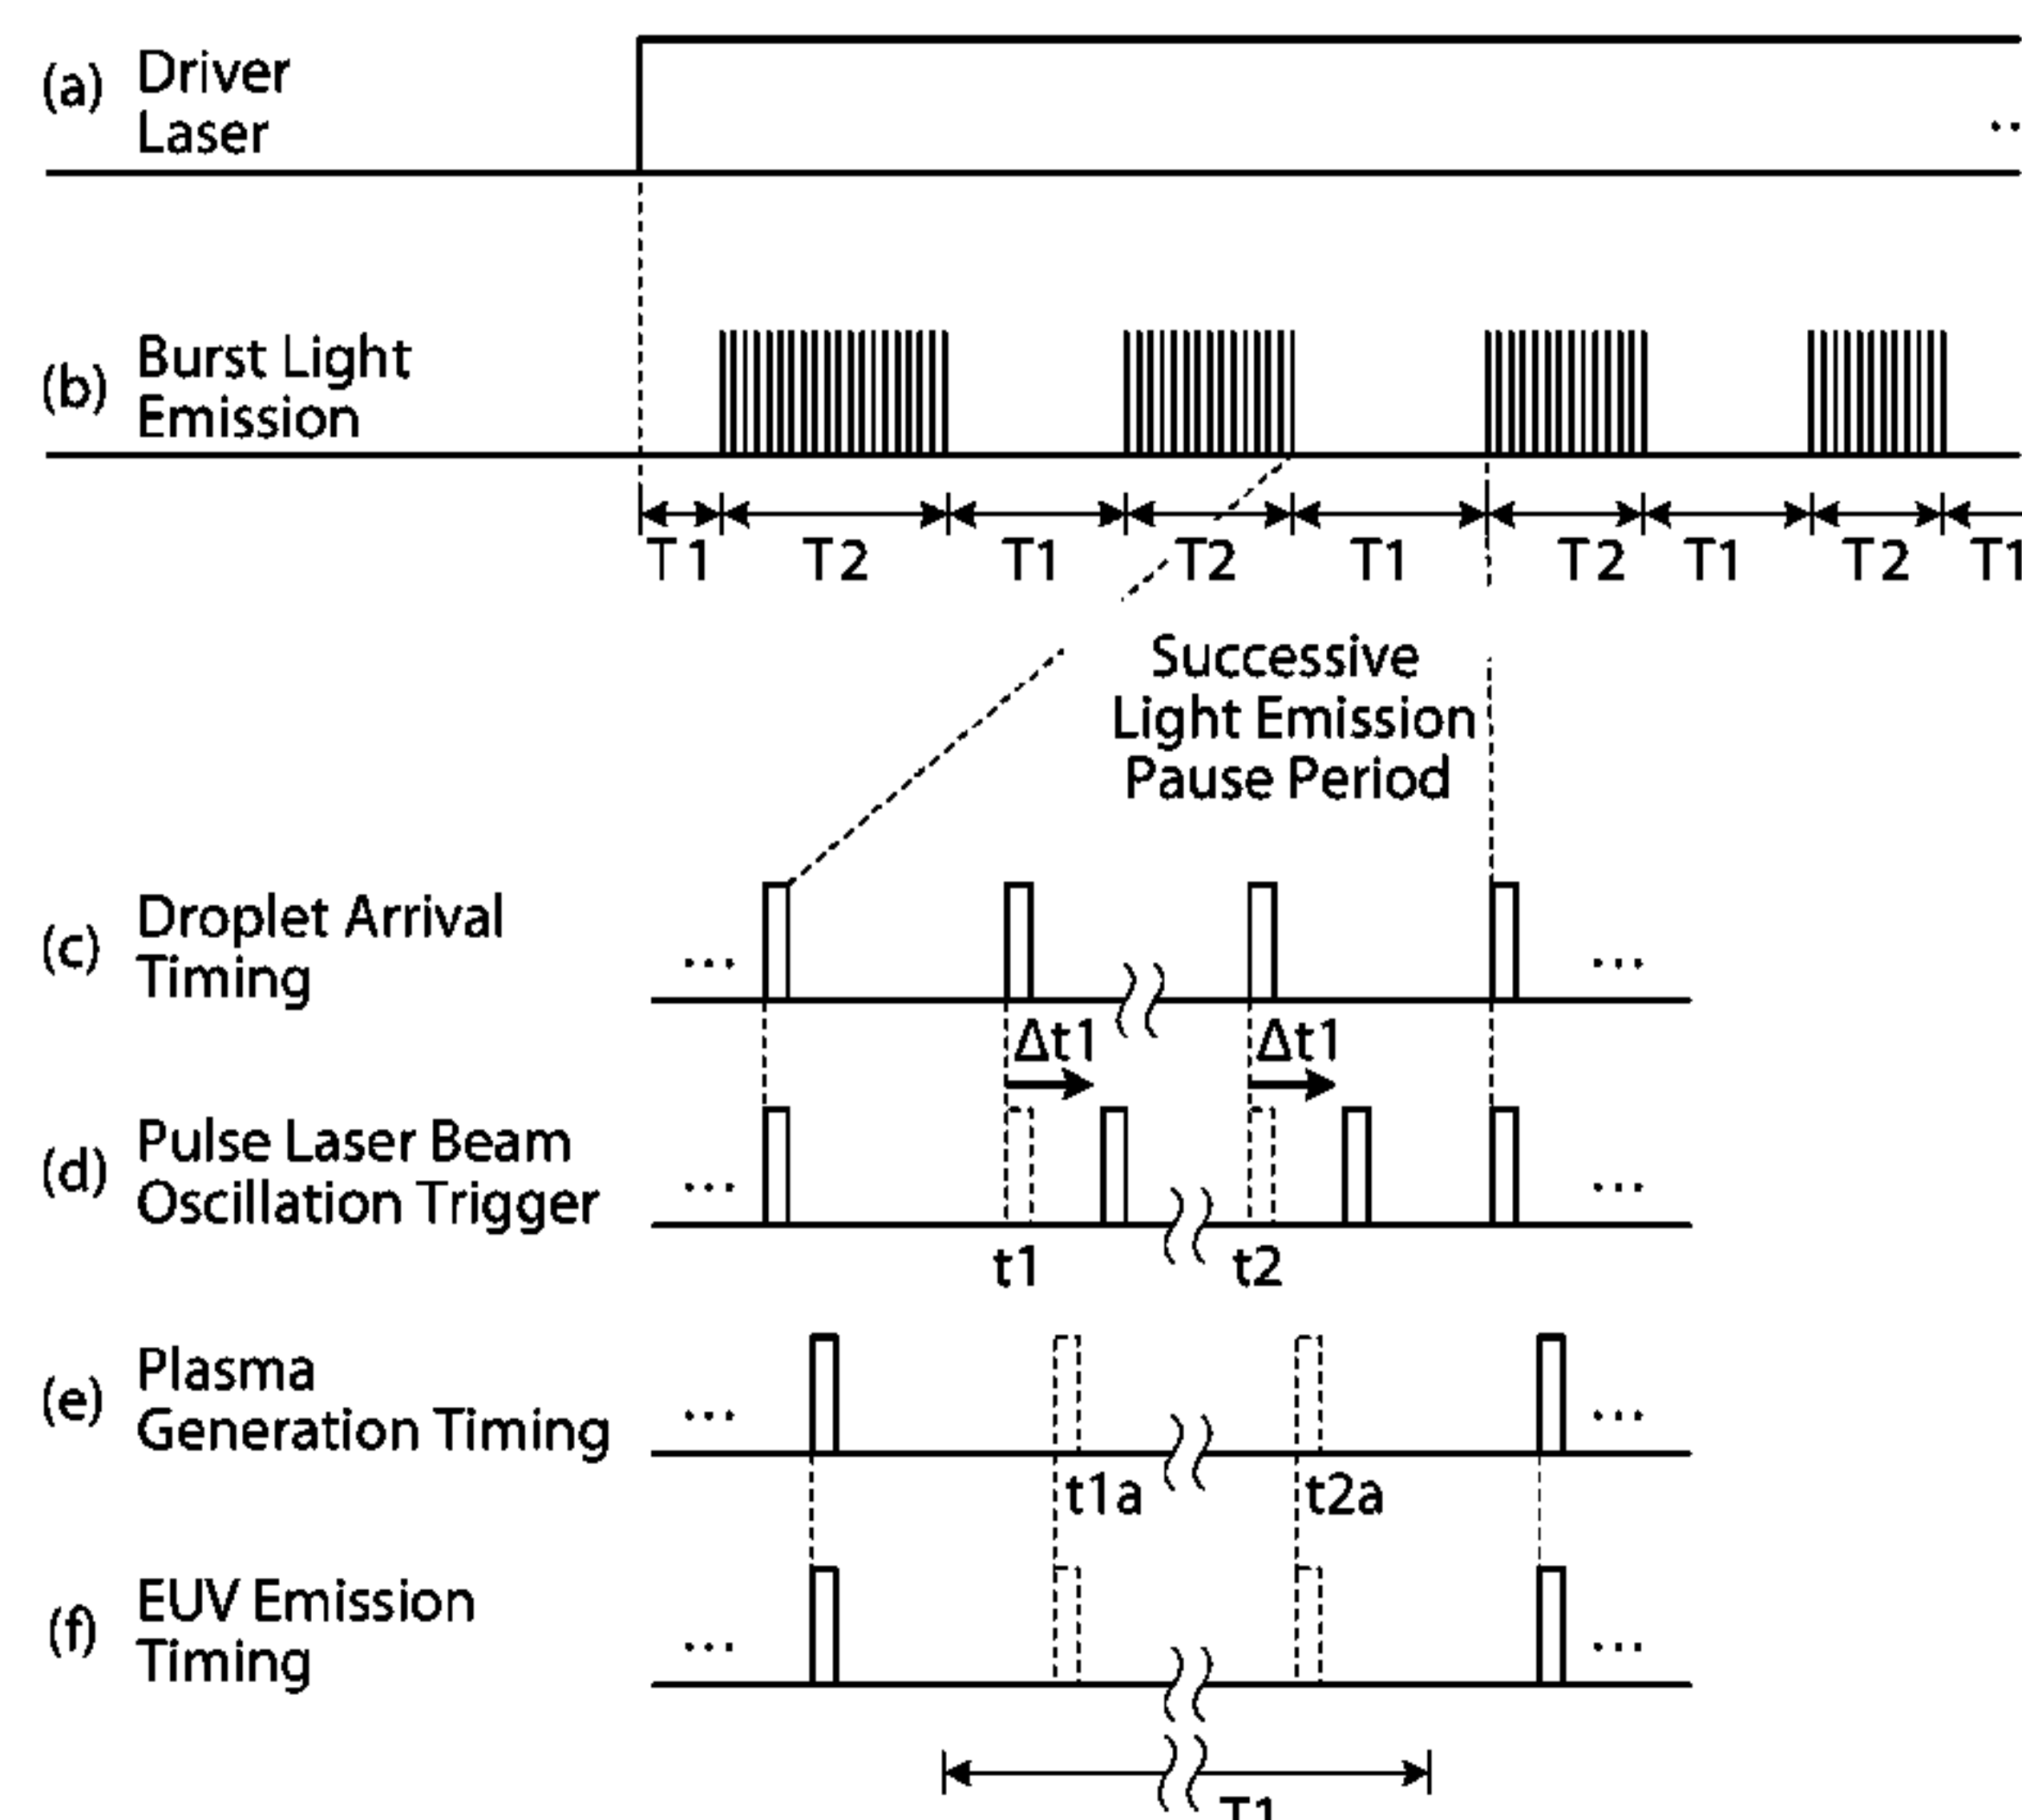 (a) Driver
Laser
..
(b) Burst Light
Emission
T1 T2 T1 T2 T1 T2 T1 T2 T1
Successive
Light Emission
Pause Period
(c) Droplet Arrival
Timing
... ...
Δt1 Δt1
(d) Pulse Laser Beam
Oscillation Trigger
... ...
t1 t2
(e) Plasma
Generation Timing
... ...
t1a t2a
(f) EUV Emission
Timing
... ...
T1